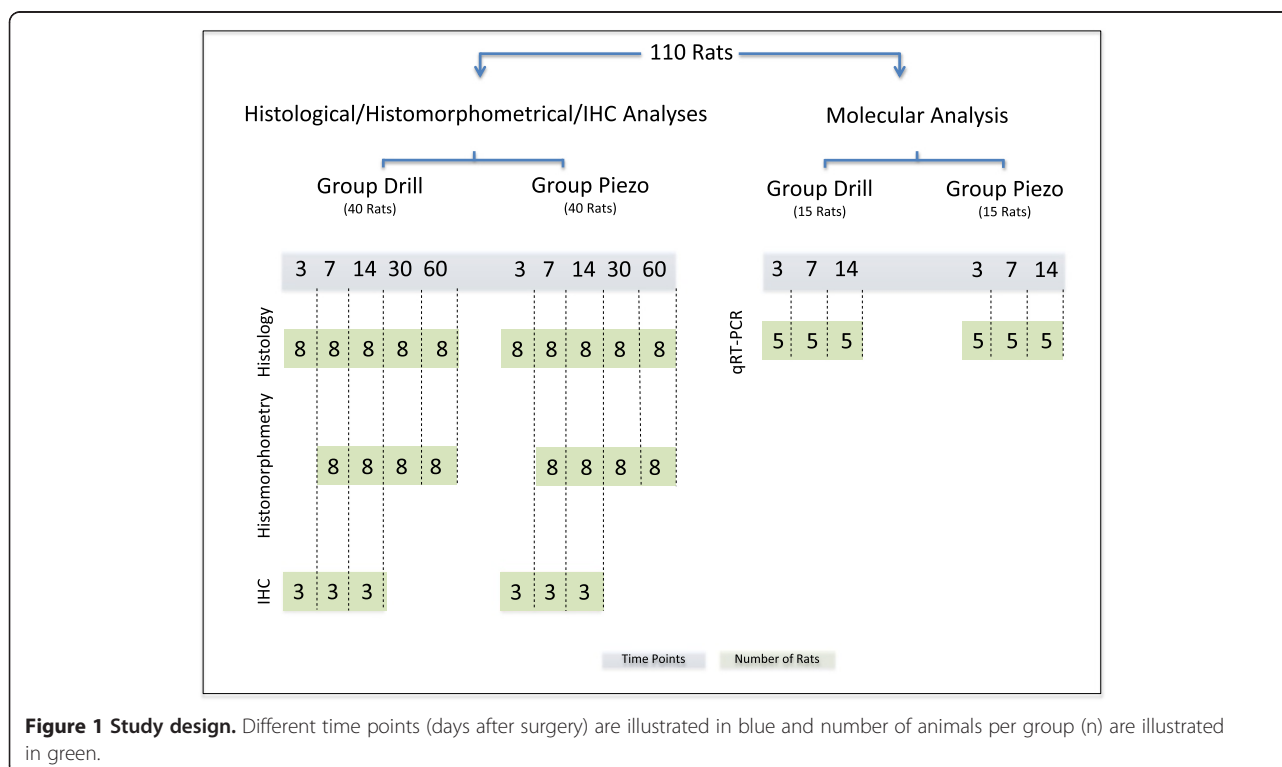 110 Rats
Histological/Histomorphometrical/IHC Analyses
Molecular Analysis
Group Drill
(40 Rats)
Group Piezo
(40 Rats)
Group Drill
(15 Rats)
Group Piezo
(15 Rats)
3 7 14 30 60 3 7 14 30 60 3 7 14 3 7 14
Histology
8 8 8 8 8 8 8 8 8 8
qRT-PCR
5 5 5 5 5 5
Histomorphometry
8 8 8 8 8 8 8 8
IHC
3 3 3 3 3 3
Time Points
Number of Rats
Figure 1 Study design. Different time points (days after surgery) are illustrated in blue and number of animals per group (n) are illustrated
in green.